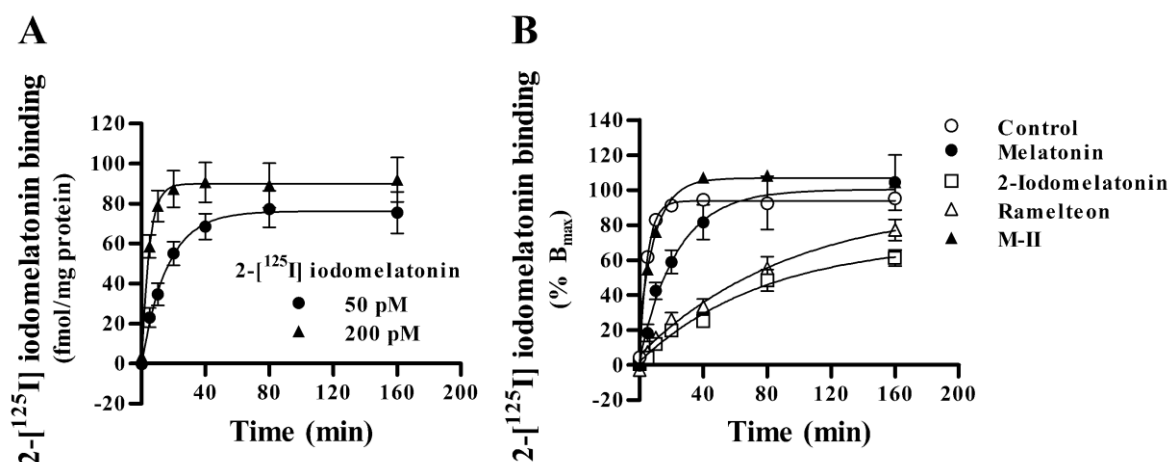 A
2-[125I] iodomelatonin binding
(fmol/mg protein)
120
100
80
60
40
20
0
-20
0 40 80 120 160 200
Time (min)
2-[125I] iodomelatonin
50 pM
200 pM
B
2-[125I] iodomelatonin binding
(% Bmax)
140
120
100
80
60
40
20
0
-20
0 40 80 120 160 200
Time (min)
Control
Melatonin
2-Iodomelatonin
Ramelteon
M-II